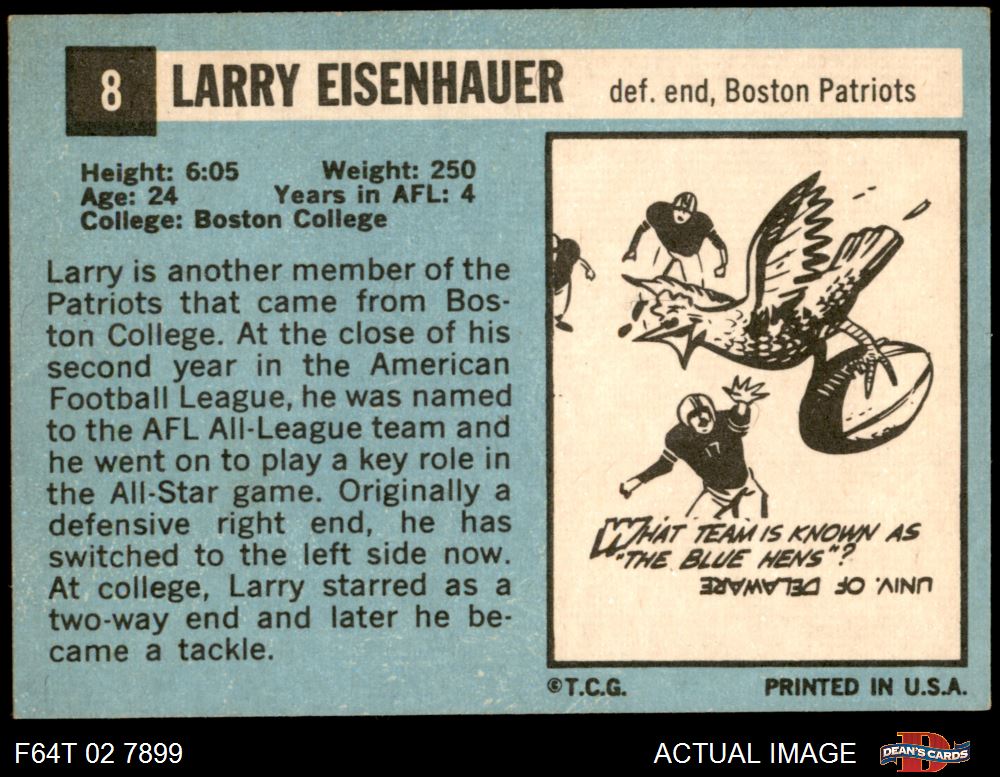 8 LARRY EISENHAUER def. end, Boston Patriots
Height: 6:05 Weight: 250
Age: 24 Years in AFL: 4
College: Boston College
Larry is another member of the
Patriots that came from Bos-
ton College. At the close of his
second year in the American
Football League, he was named
to the AFL All-League team and
he went on to play a key role in
the All-Star game. Originally a
defensive right end, he has
switched to the left side now.
At college, Larry starred as a
two-way end and later he be-
came a tackle.
17
WHAT TEAM IS KNOWN AS
"THE BLUE HENS"?
UNIV. OF DELAWARE
©T.C.G. PRINTED IN U.S.A.
F64T 02 7899 ACTUAL IMAGE D DEAN'S CARDS